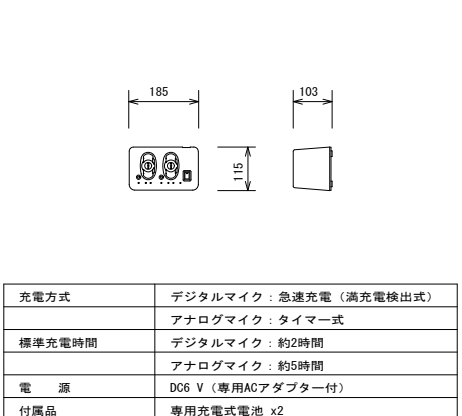 185
103
115
充電方式 デジタルマイク：急速充電（満充電検出式）
アナログマイク：タイマー式
標準充電時間 デジタルマイク：約2時間
アナログマイク：約5時間
電　　源 DC6 V（専用ACアダプター付）
付属品 専用充電式電池 x2